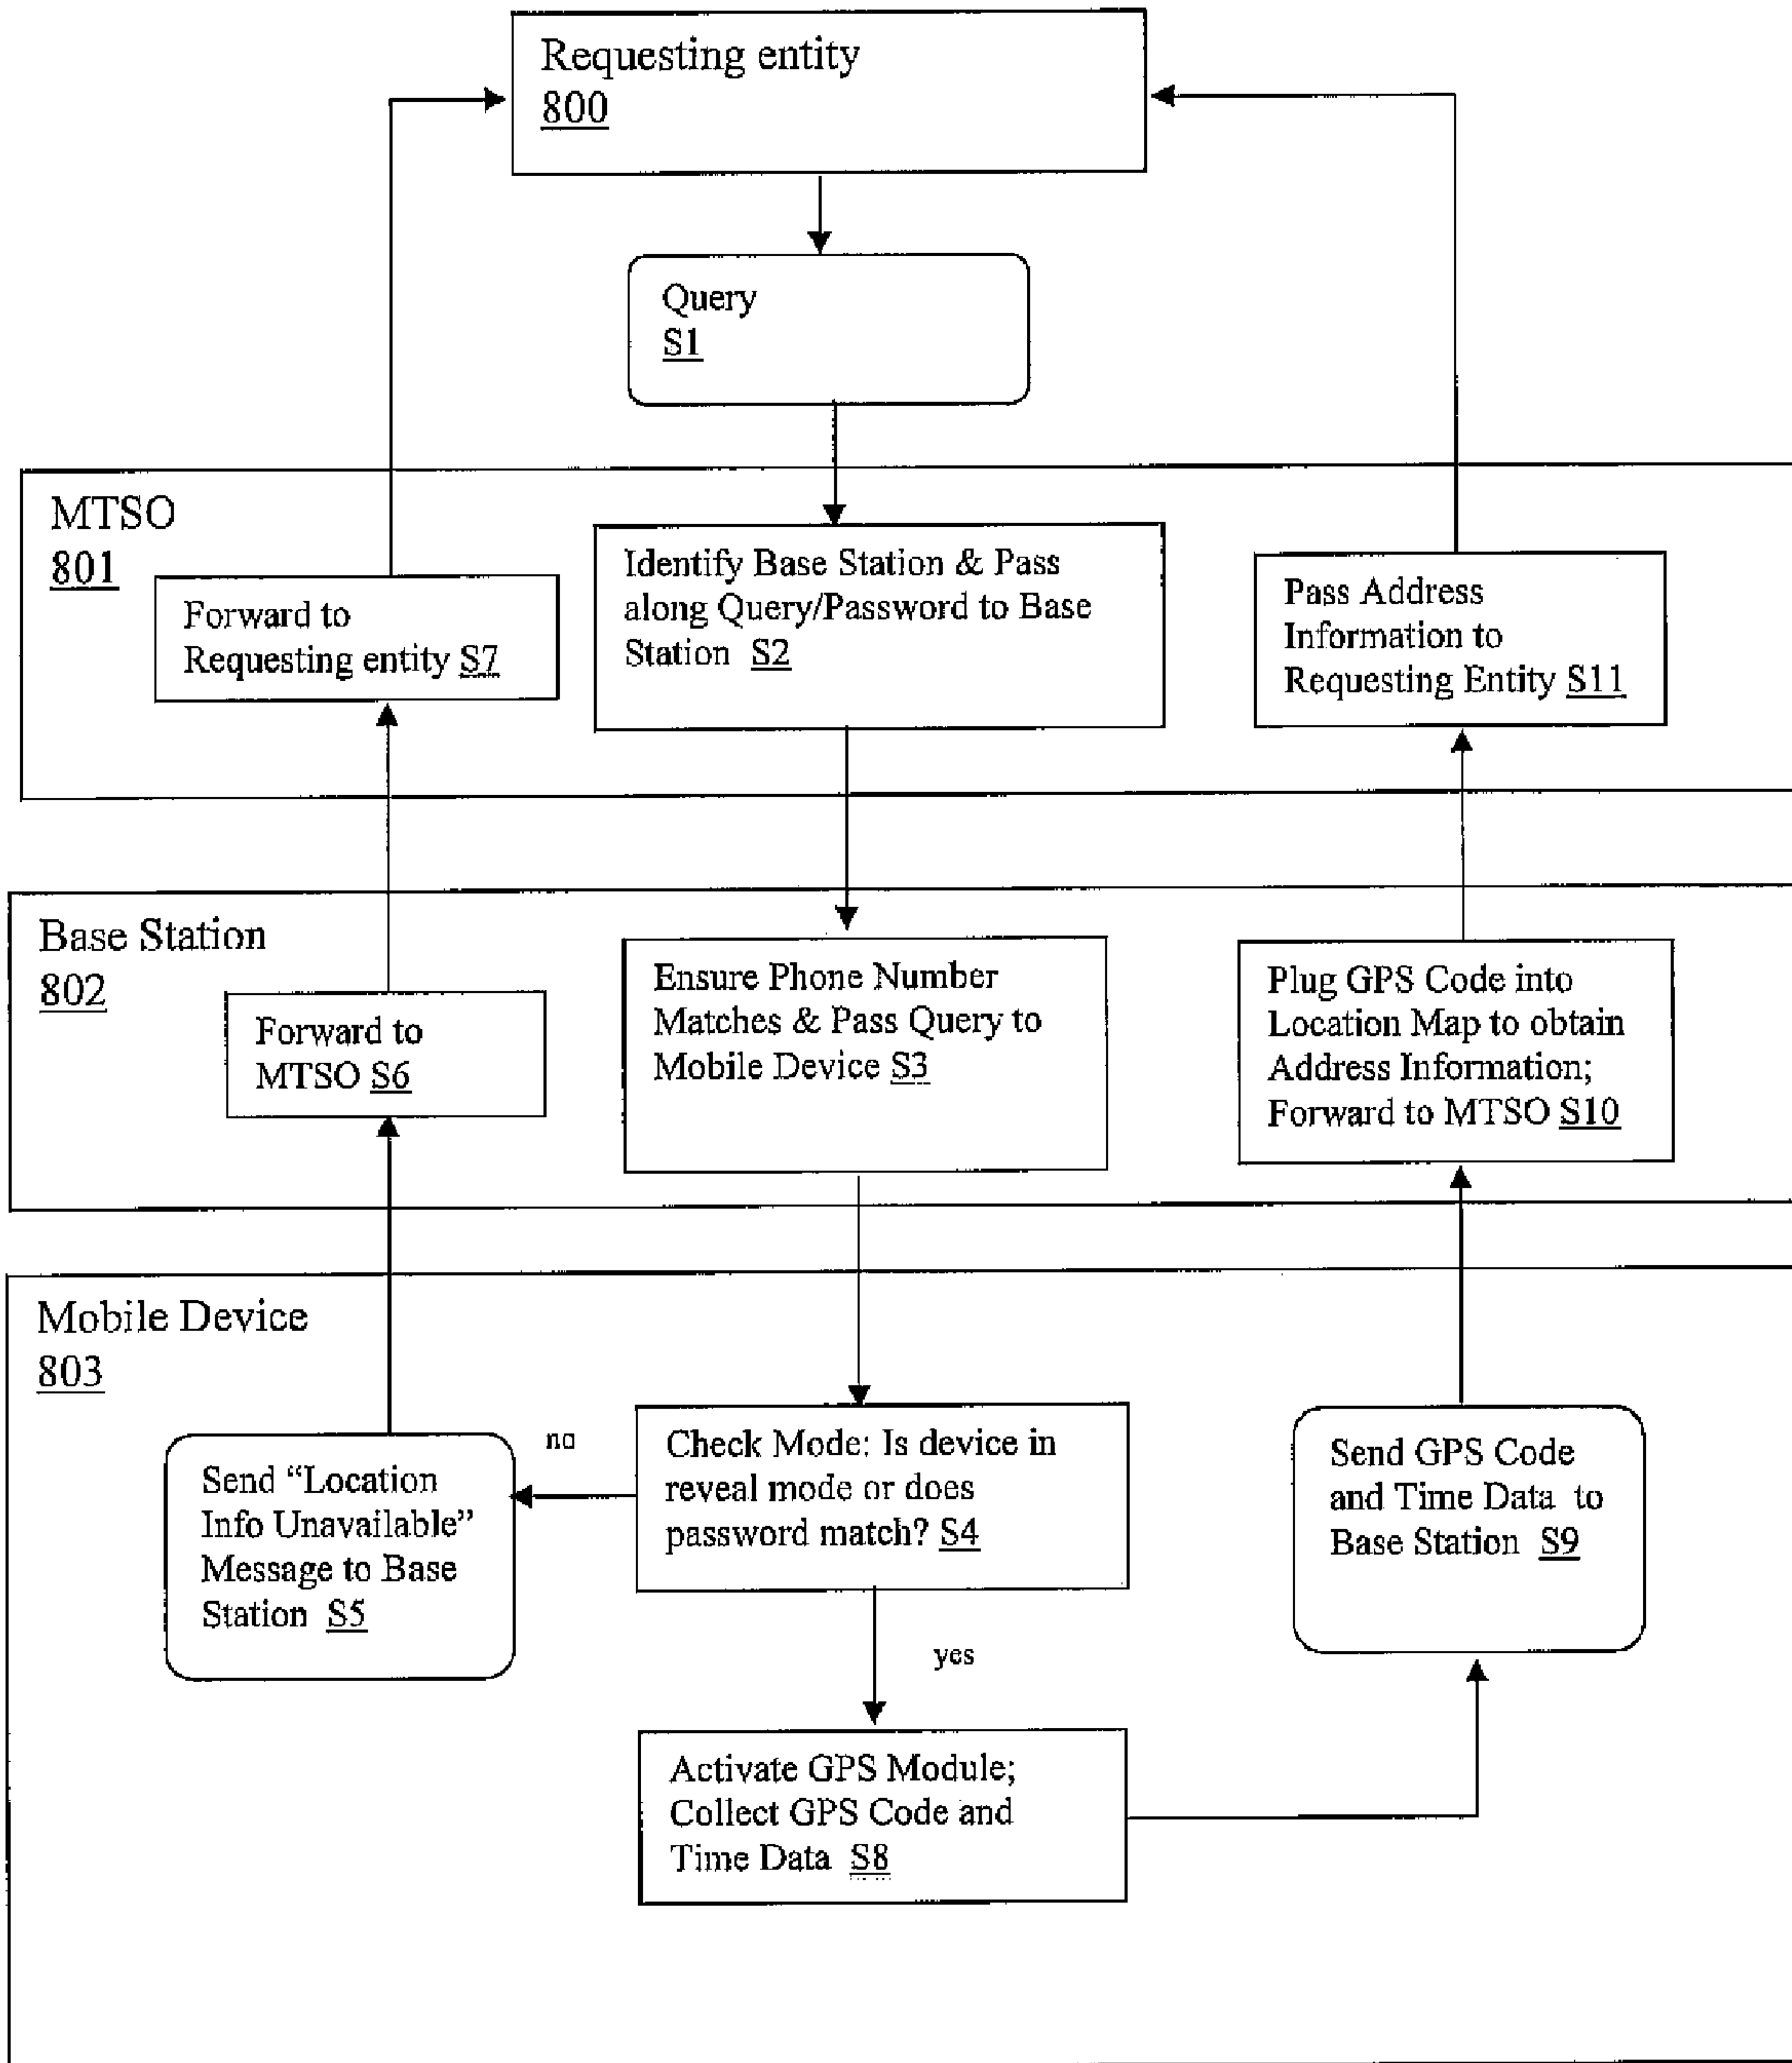 Requesting entity
800
Query
S1
MTSO
801
Forward to
Requesting entity S7
Identify Base Station & Pass
along Query/Password to Base
Station S2
Pass Address
Information to
Requesting Entity S11
Base Station
802
Forward to
MTSO S6
Ensure Phone Number
Matches & Pass Query to
Mobile Device S3
Plug GPS Code into
Location Map to obtain
Address Information;
Forward to MTSO S10
Mobile Device
803
Send “Location
Info Unavailable”
Message to Base
Station S5
no
Check Mode: Is device in
reveal mode or does
password match? S4
yes
Send GPS Code
and Time Data to
Base Station S9
Activate GPS Module;
Collect GPS Code and
Time Data S8